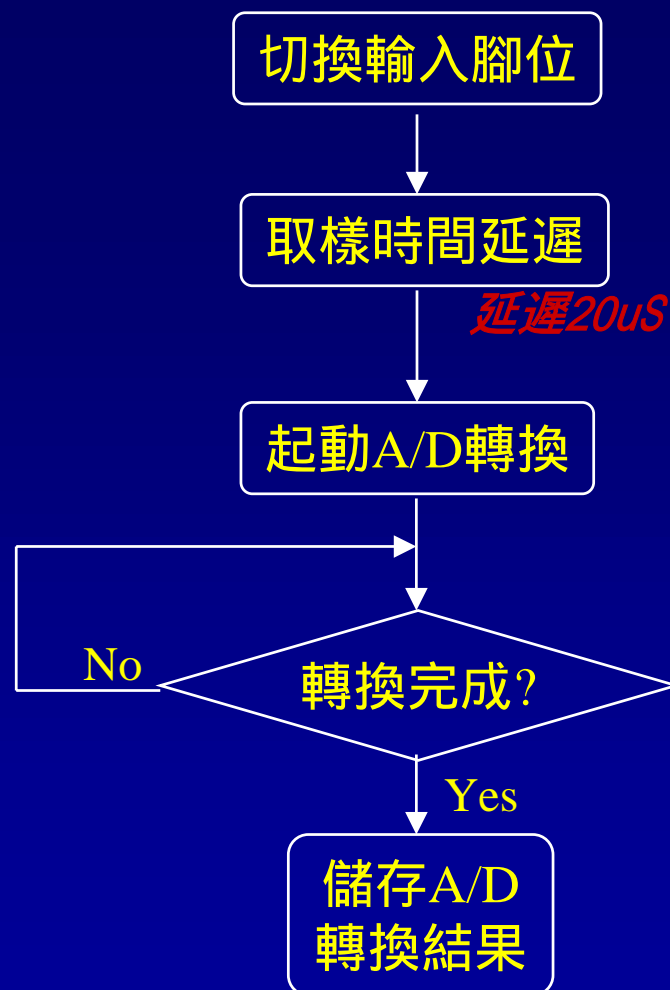 切換輸入腳位
取樣時間延遲
延遲20uS
起動A/D轉換
No
轉換完成?
Yes
儲存A/D
轉換結果